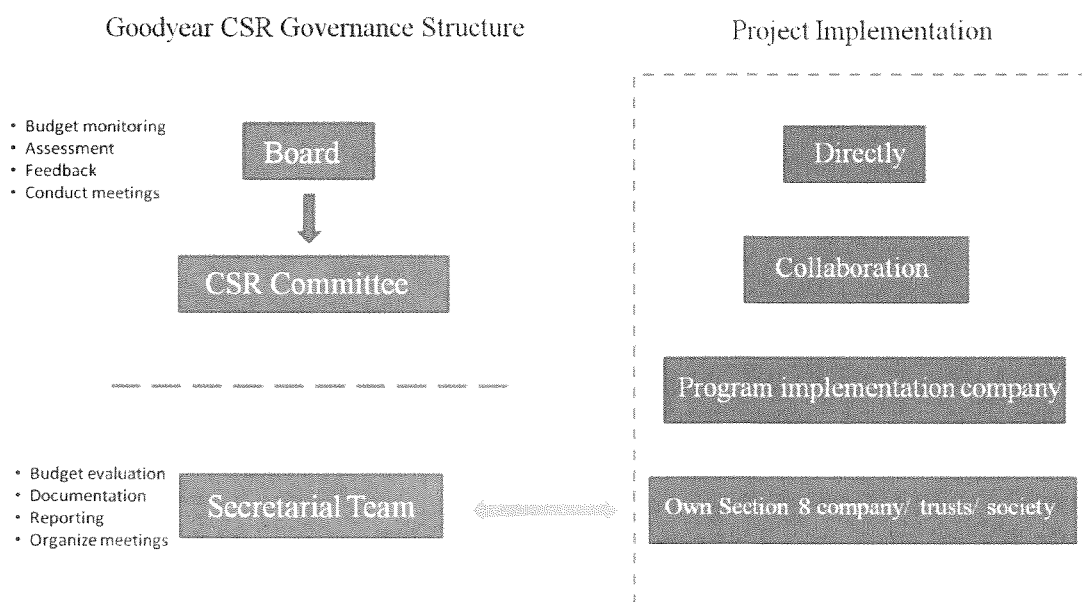 Goodyear CSR Governance Structure
• Budget monitoring
• Assessment
• Feedback
• Conduct meetings
Board
CSR Committee
• Budget evaluation
• Documentation
• Reporting
• Organize meetings
Secretarial Team
Project Implementation
Directly
Collaboration
Program implementation company
Own Section 8 company/ trusts/ society